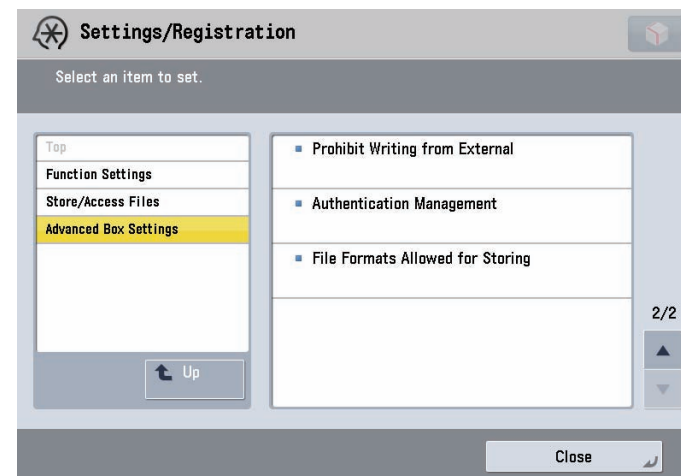 Settings/Registration
Select an item to set.
Top
Function Settings
Store/Access Files
Advanced Box Settings
Up
Prohibit Writing from External
Authentication Management
File Formats Allowed for Storing
2/2
Close